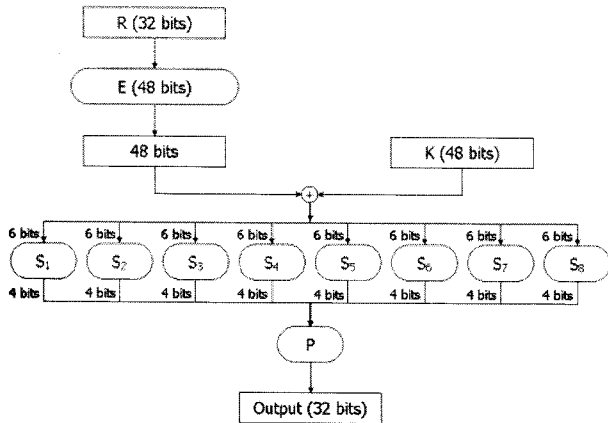 R (32 bits)
E (48 bits)
48 bits
K (48 bits)
+
6 bits 6 bits 6 bits 6 bits 6 bits 6 bits 6 bits 6 bits
S1 S2 S3 S4 S5 S6 S7 S8
4 bits 4 bits 4 bits 4 bits 4 bits 4 bits 4 bits 4 bits
P
Output (32 bits)